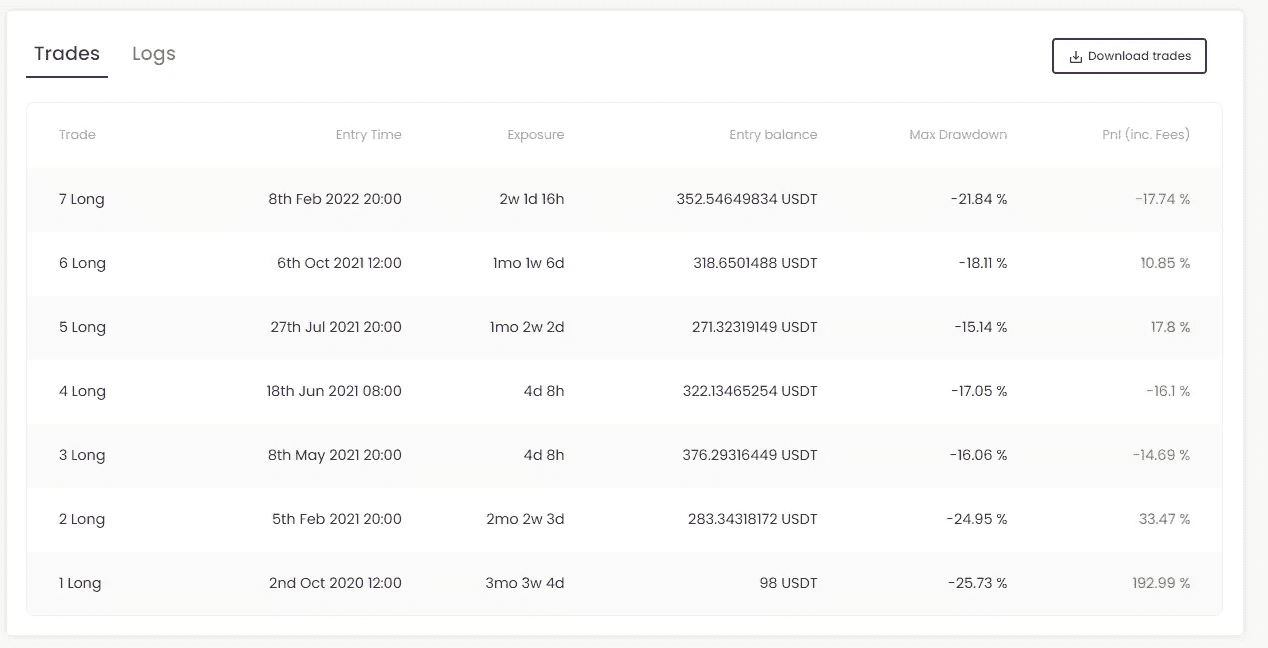 Trades Logs Download trades
Trade Entry Time Exposure Entry balance Max Drawdown Pnl (inc. Fees)
7 Long 8th Feb 2022 20:00 2w 1d 16h 352.54649834 USDT -21.84 % -17.74 %
6 Long 6th Oct 2021 12:00 1mo 1w 6d 318.6501488 USDT -18.11 % 10.85 %
5 Long 27th Jul 2021 20:00 1mo 2w 2d 271.32319149 USDT -15.14 % 17.8 %
4 Long 18th Jun 2021 08:00 4d 8h 322.13465254 USDT -17.05 % -16.1 %
3 Long 8th May 2021 20:00 4d 8h 376.29316449 USDT -16.06 % -14.69 %
2 Long 5th Feb 2021 20:00 2mo 2w 3d 283.34318172 USDT -24.95 % 33.47 %
1 Long 2nd Oct 2020 12:00 3mo 3w 4d 98 USDT -25.73 % 192.99 %